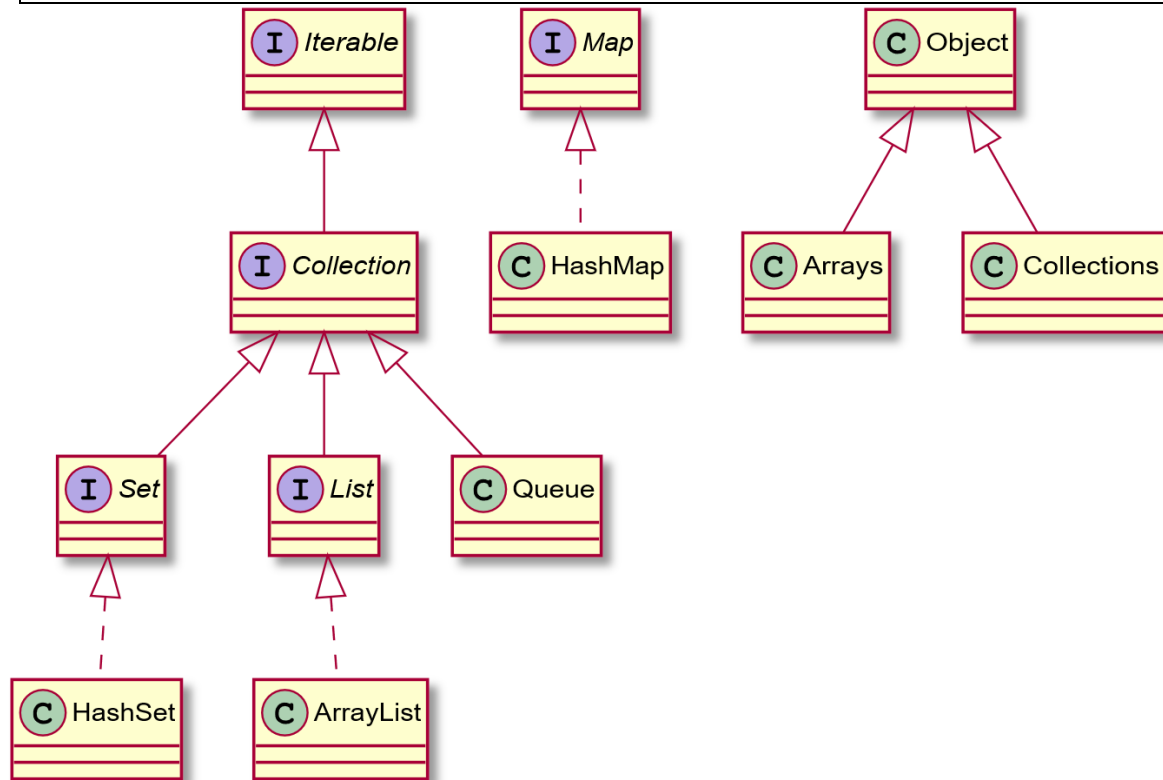 I Iterable
I Map
C Object
I Collection
C HashMap
C Arrays
C Collections
I Set
I List
C Queue
C HashSet
C ArrayList